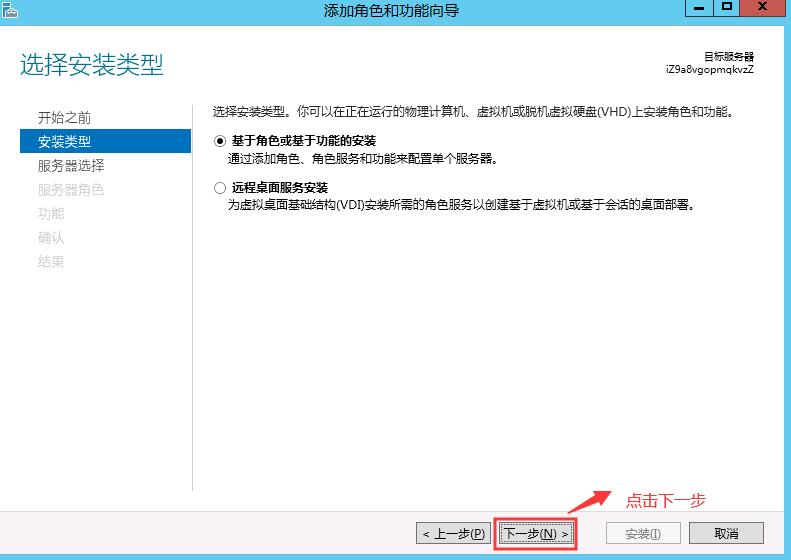 添加角色和功能向导
选择安装类型
目标服务器
iZ9a8vgopmqkvzZ
开始之前
安装类型
服务器选择
服务器角色
功能
确认
结果
选择安装类型。你可以在正在运行的物理计算机、虚拟机或脱机虚拟硬盘(VHD)上安装角色和功能。
基于角色或基于功能的安装
通过添加角色、角色服务和功能来配置单个服务器。
远程桌面服务安装
为虚拟桌面基础结构(VDI)安装所需的角色服务以创建基于虚拟机或基于会话的桌面部署。
点击下一步
< 上一步(P)
下一步(N) >
安装(I)
取消